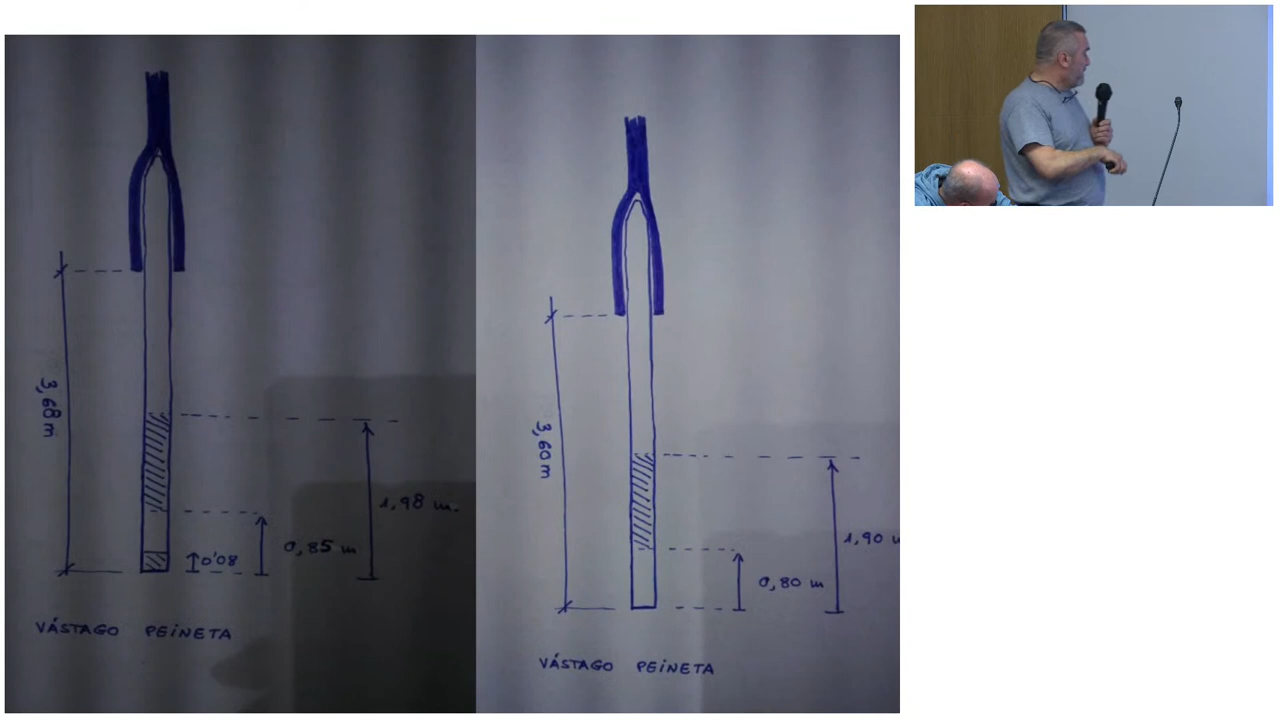 3,68 m
1,98 m.
0,85 m
0'08
VÁSTAGO PEINETA
3,60 m
1,90
0,80 m
VÁSTAGO PEINETA